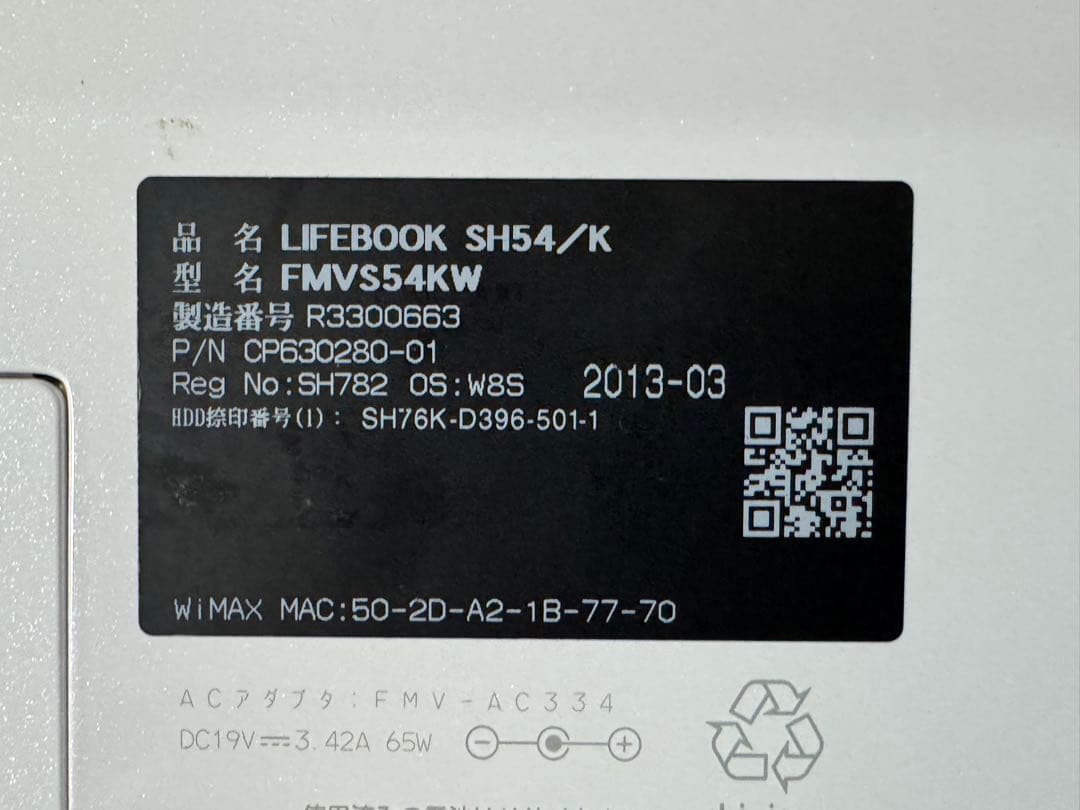 品 名 LIFEBOOK SH54/K
型 名 FMVS54KW
製造番号 R3300663
P/N CP630280-01
Reg No:SH782 OS:W8S 2013-03
HDD捺印番号(1): SH76K-D396-501-1
WiMAX MAC:50-2D-A2-1B-77-70
ACアダプタ:FMV-AC334
DC19V⎓3.42A 65W